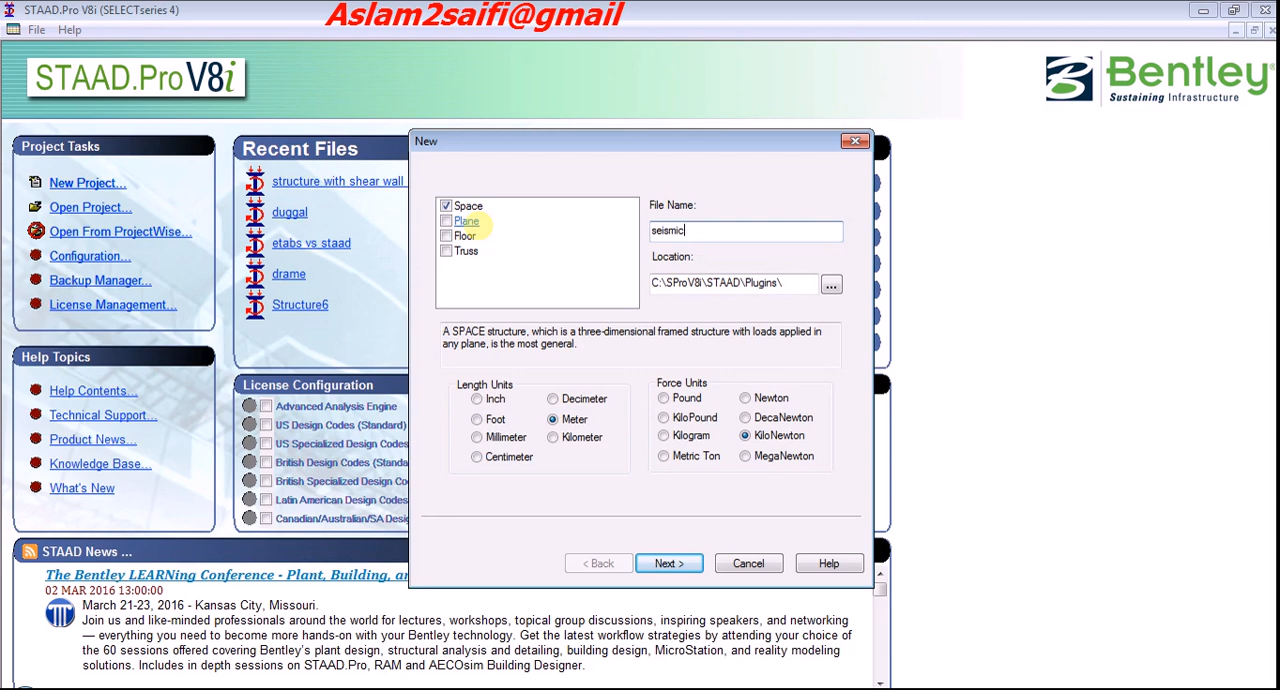 STAAD.Pro V8i (SELECTseries 4)
Aslam2saifi@gmail
File Help
STAAD.Pro V8i
Bentley
Sustaining Infrastructure
Project Tasks
New Project...
Open Project...
Open From ProjectWise...
Configuration...
Backup Manager...
License Management...
Recent Files
structure with shear wall
duggal
etabs vs staad
drame
Structure6
Help Topics
Help Contents...
Technical Support...
Product News...
Knowledge Base...
What's New
License Configuration
Advanced Analysis Engine
US Design Codes (Standard)
US Specialized Design Codes
British Design Codes (Standa
British Specialized Design Co
Latin American Design Codes
Canadian/Australian/SA Desig
New
Space
Plane
Floor
Truss
File Name:
seismic
Location:
C:\SProV8i\STAAD\Plugins\
...
A SPACE structure, which is a three-dimensional framed structure with loads applied in
any plane, is the most general.
Length Units
Inch Decimeter
Foot Meter
Millimeter Kilometer
Centimeter
Force Units
Pound Newton
KiloPound DecaNewton
Kilogram KiloNewton
Metric Ton MegaNewton
< Back Next > Cancel Help
STAAD News ...
The Bentley LEARNing Conference - Plant, Building, an
02 MAR 2016 13:00:00
March 21-23, 2016 - Kansas City, Missouri.
Join us and like-minded professionals around the world for lectures, workshops, topical group discussions, inspiring speakers, and networking
— everything you need to become more hands-on with your Bentley technology. Get the latest workflow strategies by attending your choice of
the 60 sessions offered covering Bentley's plant design, structural analysis and detailing, building design, MicroStation, and reality modeling
solutions. Includes in depth sessions on STAAD.Pro, RAM and AECOsim Building Designer.